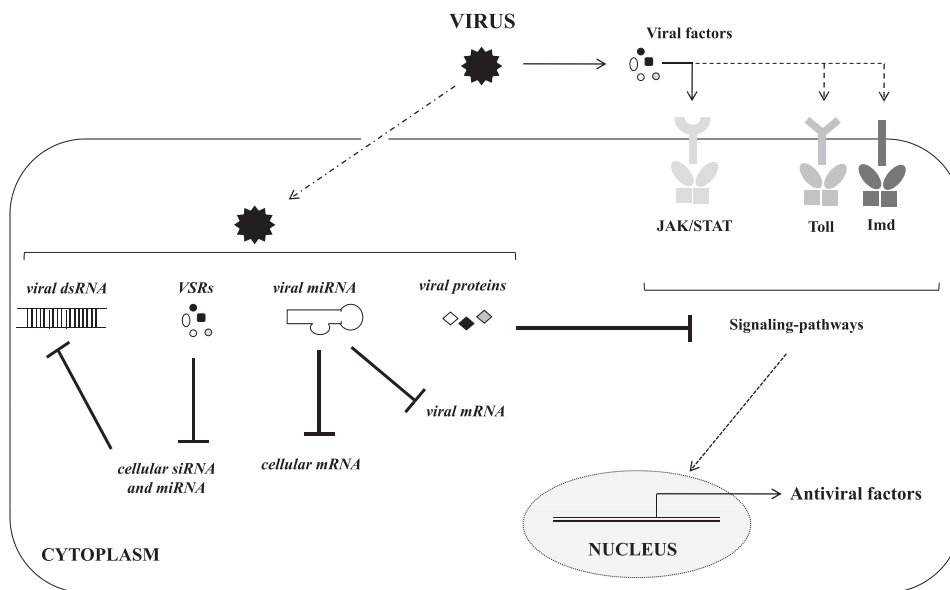 VIRUS
Viral factors
JAK/STAT
Toll
Imd
viral dsRNA
VSRs
viral miRNA
viral proteins
Signaling-pathways
viral mRNA
cellular siRNA
and miRNA
cellular mRNA
Antiviral factors
NUCLEUS
CYTOPLASM